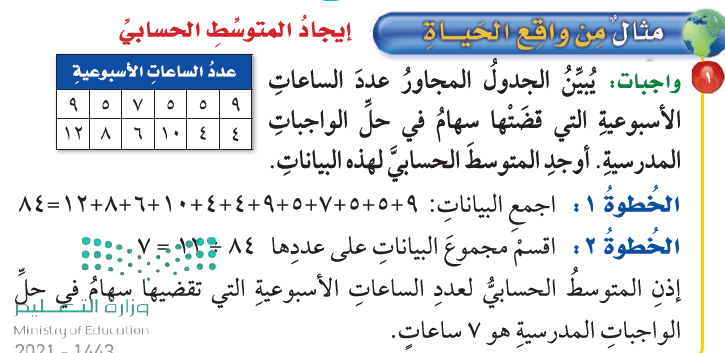 مثالٌ مِن واقعِ الحَيـاةِ إيجادُ المتوسِّطِ الحسابيِّ
١ واجبات: يُبيِّنُ الجدولُ المجاورُ عددَ الساعاتِ
الأسبوعيةِ التي قضَتْها سهامُ في حلِّ الواجباتِ
المدرسيةِ. أوجدِ المتوسطَ الحسابيَّ لهذه البياناتِ.
عددُ الساعاتِ الأسبوعيةِ
٩ ٥ ٥ ٧ ٥ ٩
٤ ٤ ١٠ ٦ ٨ ١٢
الخُطوةُ ١: اجمعِ البياناتِ: ٩+٥+٥+٧+٥+٩+٤+٤+١٠+٦+٨+١٢=٨٤
الخُطوةُ ٢: اقسمْ مجموعَ البياناتِ على عددِها ٨٤ ÷ ١٢ = ٧
إذنِ المتوسطُ الحسابيُّ لعددِ الساعاتِ الأسبوعيةِ التي تقضيها سهامُ في حلِّ
الواجباتِ المدرسيةِ هو ٧ ساعاتٍ.
وزارة التعـــليم
Ministry of Education
2021 - 1443